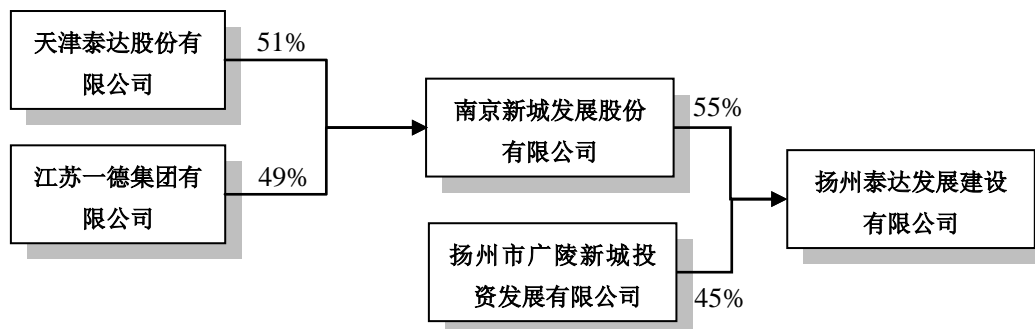 天津泰达股份有
限公司
51%
江苏一德集团有
限公司
49%
南京新城发展股份
有限公司
55%
扬州市广陵新城投
资发展有限公司
45%
扬州泰达发展建设
有限公司